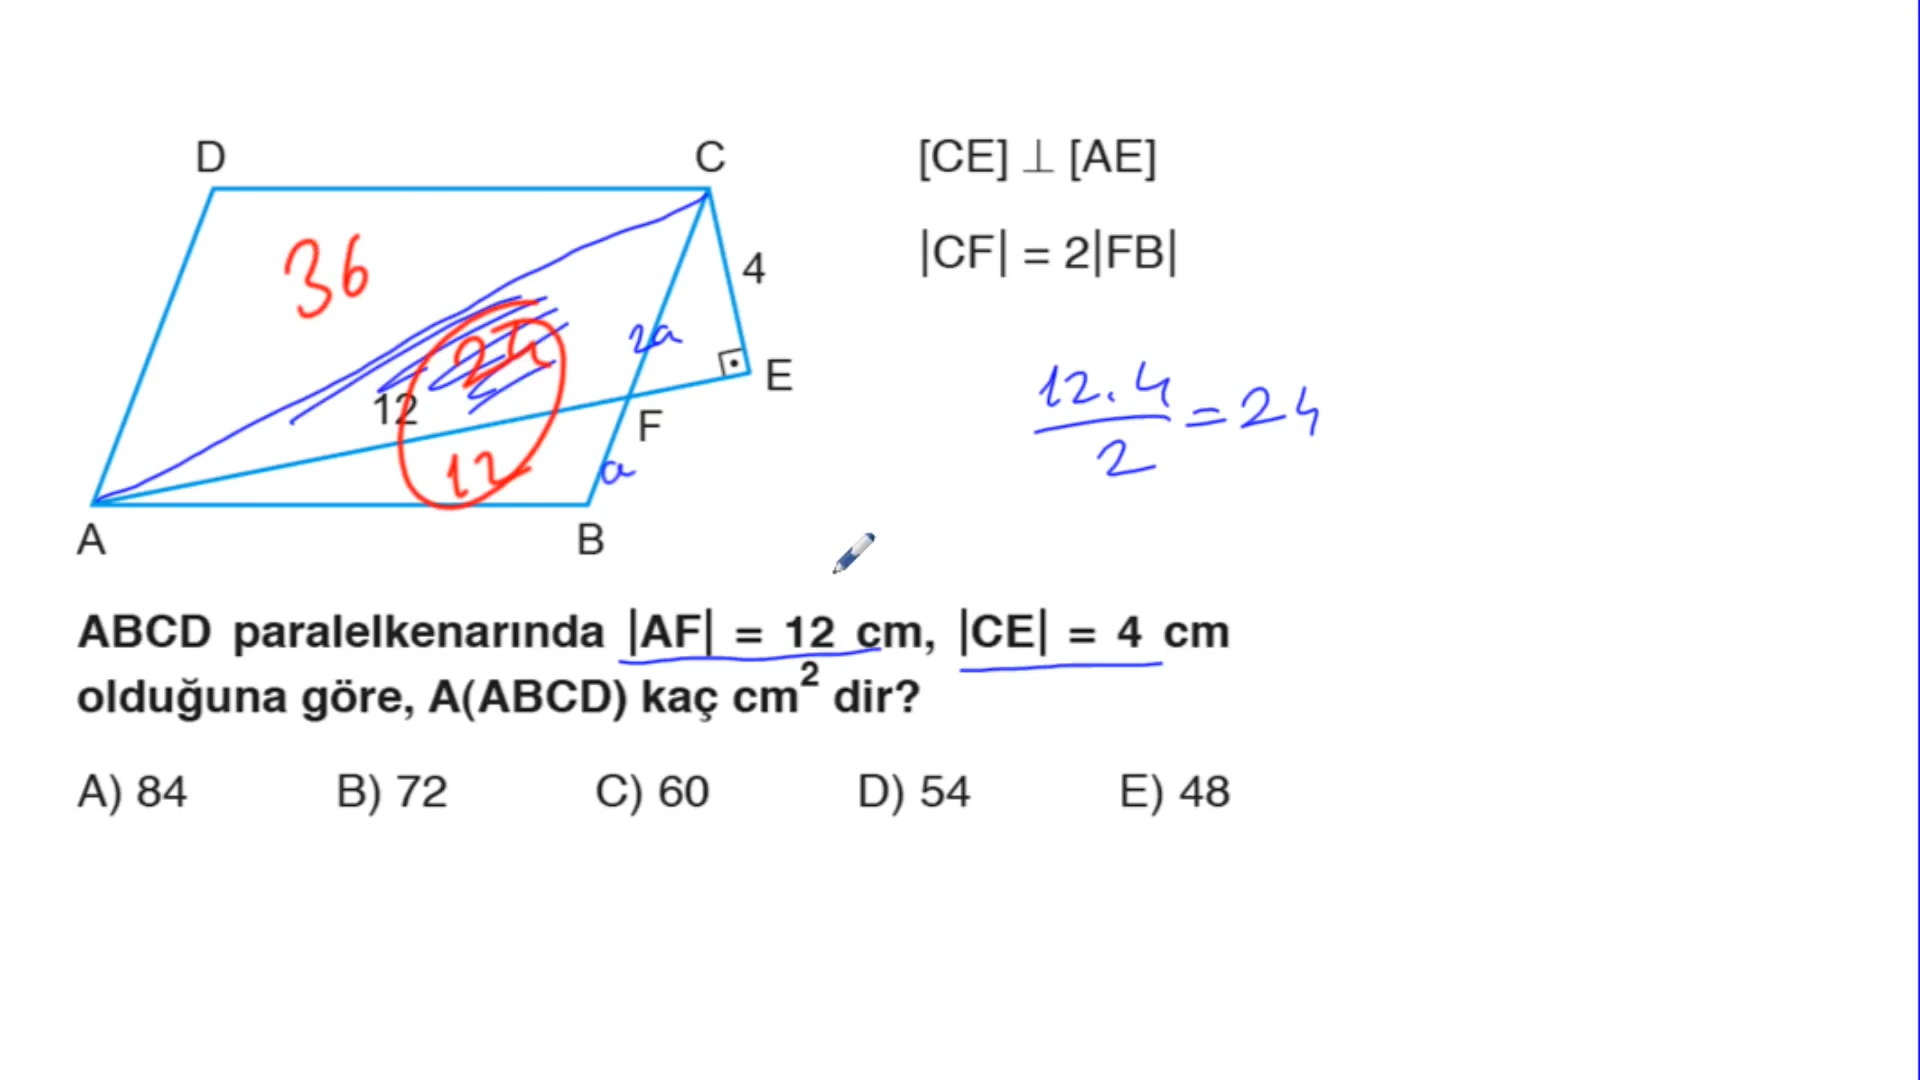 D
C
[CE] ⊥ [AE]
36
4
|CF| = 2|FB|
24
2a
E
12
F
12.4/2 = 24
12
a
A
B
ABCD paralelkenarında |AF| = 12 cm, |CE| = 4 cm
olduğuna göre, A(ABCD) kaç cm² dir?
A) 84 B) 72 C) 60 D) 54 E) 48